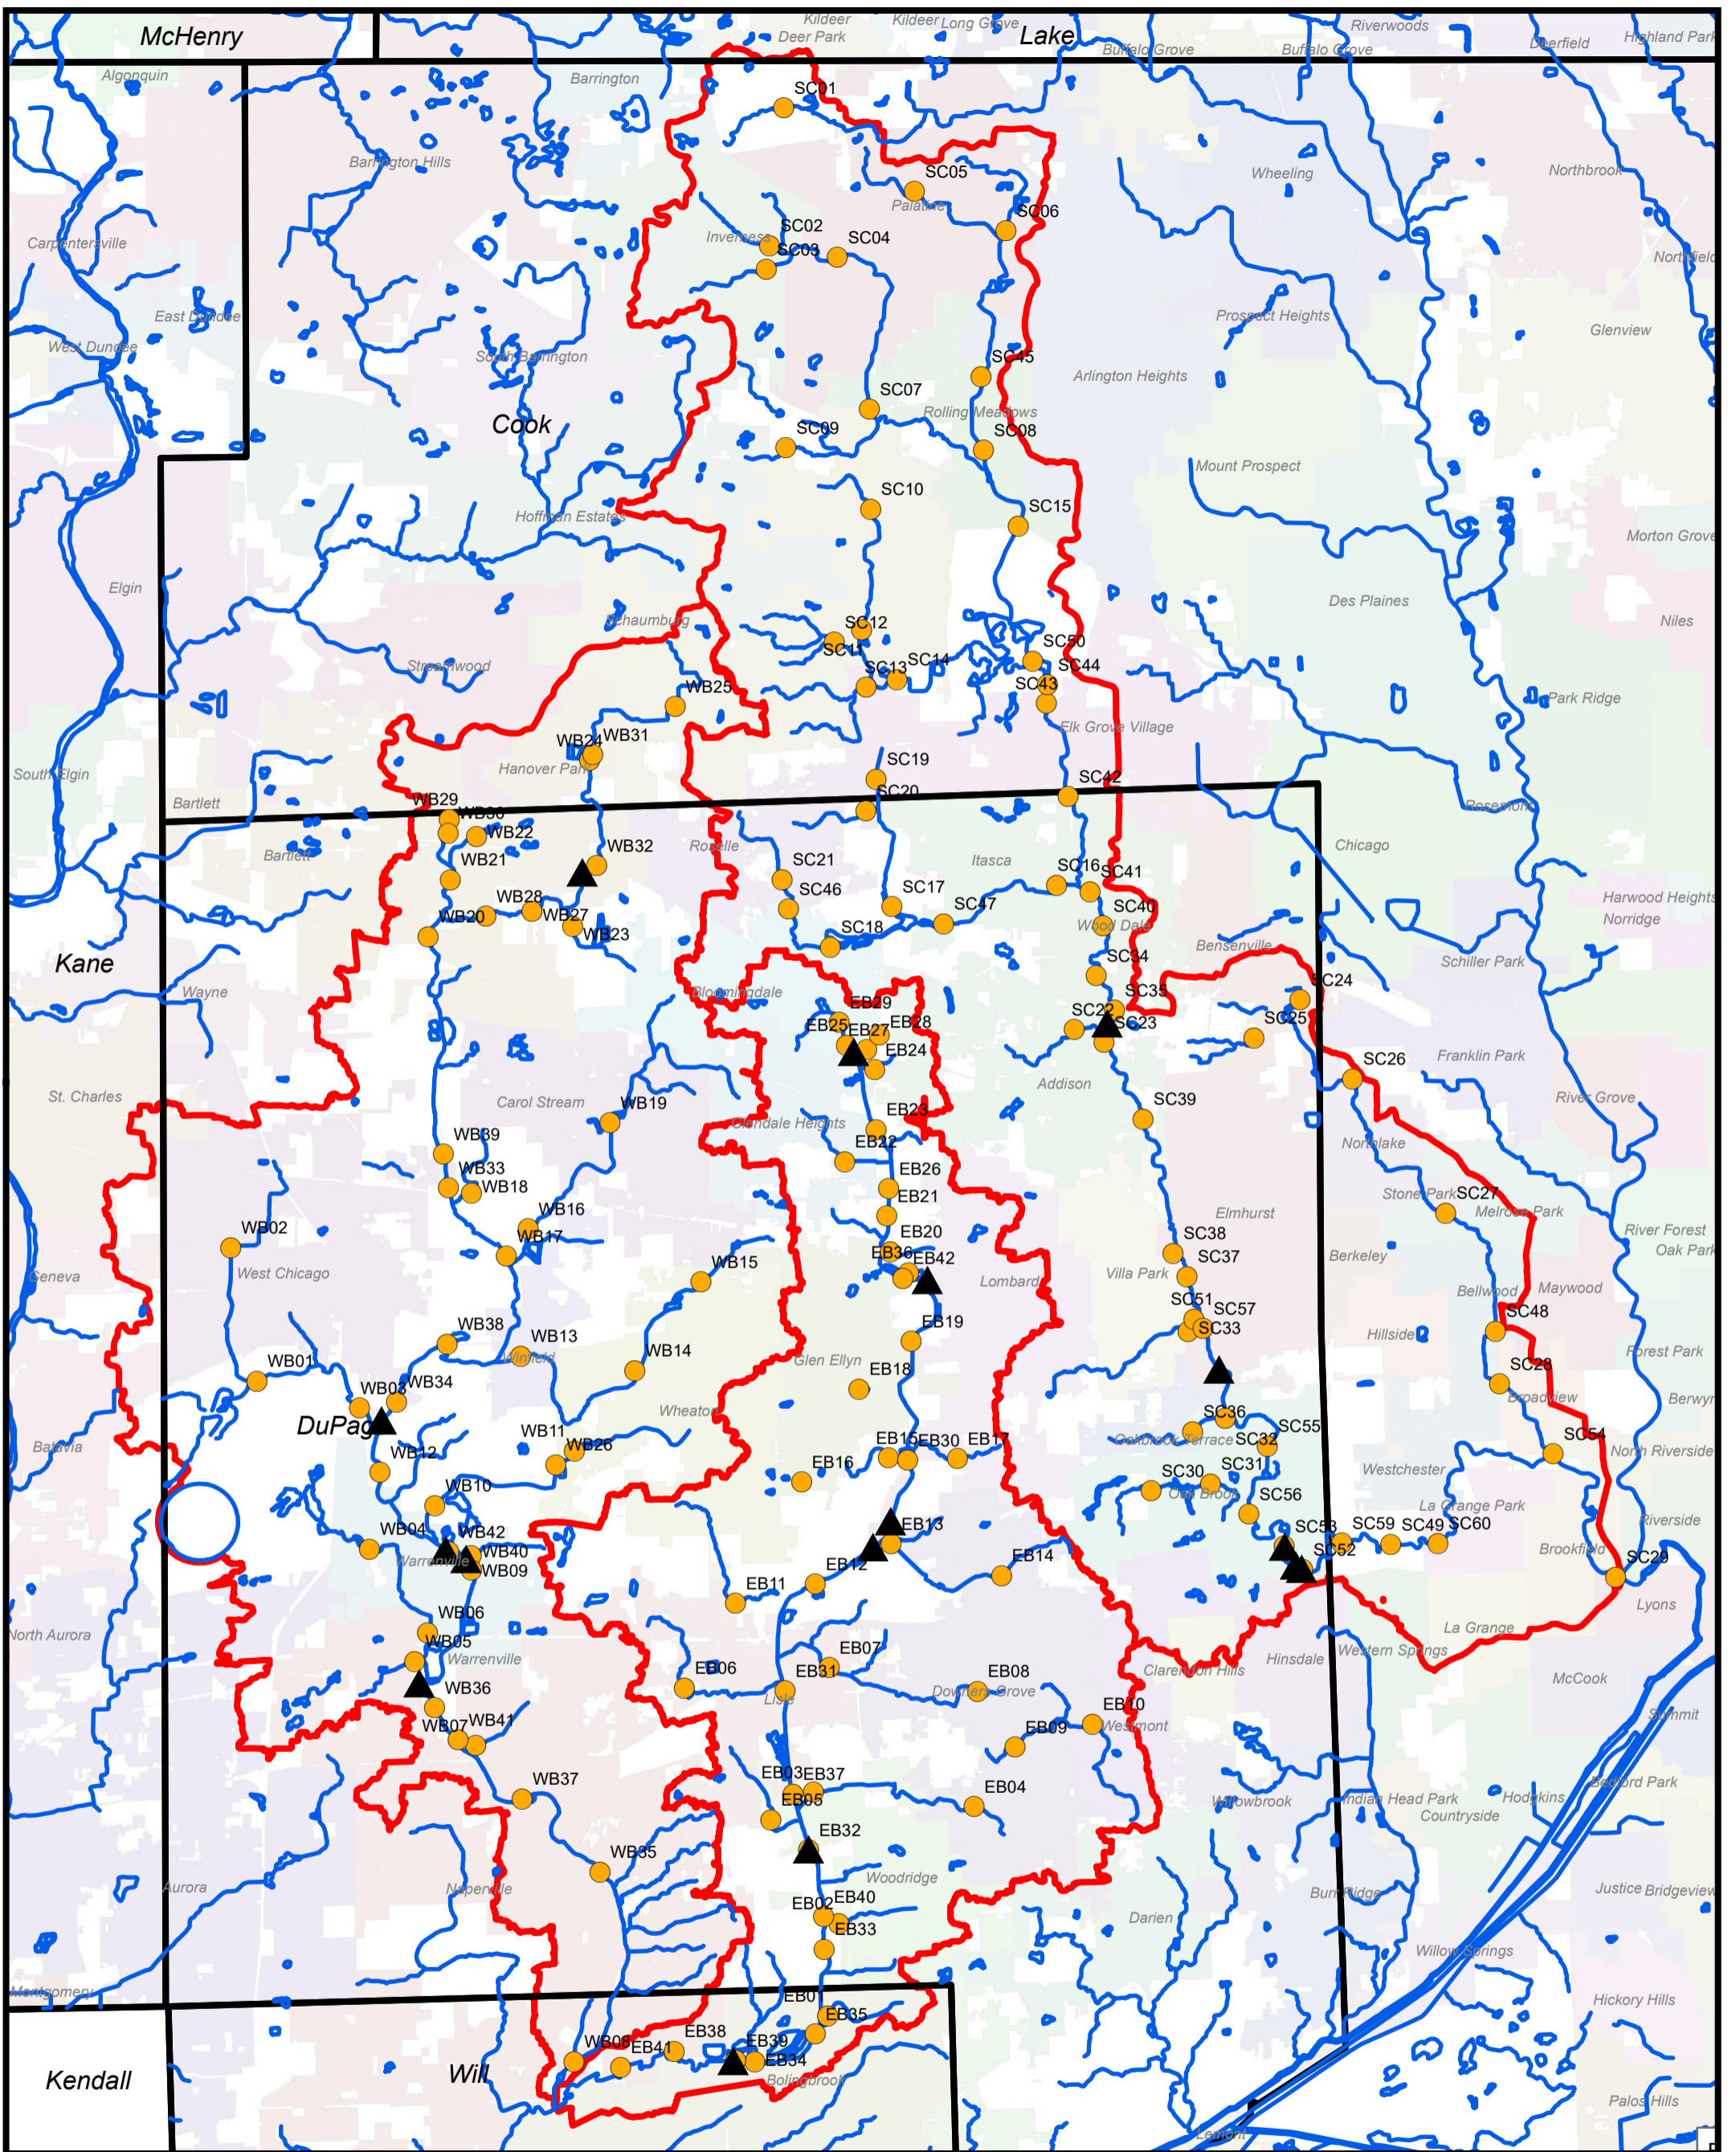 Kildeer
Kildeer
Long Grove
Riverwoods
McHenry
Deer Park
Lake
Deerfield
Highland Park
Buffalo Grove
Buffalo Grove
Algonquin
Barrington
SC01
Barrington Hills
SC05
Wheeling
Northbrook
Palatine
SC06
SC02
Inverness
SC04
Carpentersville
SC03
Northfield
East Dundee
Prospect Heights
Glenview
West Dundee
South Barrington
SC45
Arlington Heights
SC07
Rolling Meadows
Cook
SC09
SC08
Mount Prospect
SC10
SC15
Hoffman Estates
Morton Grove
Elgin
Des Plaines
Schaumburg
SC12
Niles
SC11
SC50
Streamwood
SC13
SC14
SC44
SC43
WB25
Park Ridge
Elk Grove Village
WB24
WB31
Hanover Park
SC19
South Elgin
SC42
WB29
SC20
Bartlett
Rosemont
WB30
WB22
Roselle
Chicago
Bartlett
WB32
Itasca
WB21
SC21
SC16
SC41
SC46
SC17
Harwood Heights
WB28
SC47
SC40
Norridge
WB20
WB27
SC18
Wood Dale
WB23
Bensenville
Kane
SC34
Schiller Park
Wayne
Bloomingdale
SC24
EB29
SC35
EB25
EB28
SC22
SC23
SC25
EB27
EB24
Franklin Park
SC26
Addison
St. Charles
Carol Stream
WB19
SC39
River Grove
EB23
Glendale Heights
WB39
EB22
Northlake
WB33
EB26
WB18
Stone Park
SC27
EB21
WB16
Elmhurst
Melrose Park
WB02
EB20
SC38
River Forest
WB17
EB36
EB42
Berkeley
Oak Park
WB15
SC37
Geneva
West Chicago
Lombard
Villa Park
Bellwood
Maywood
SC51
SC57
SC48
WB38
EB19
SC33
Hillside
WB13
Forest Park
WB01
Winfield
WB14
Glen Ellyn
EB18
SC28
WB03
WB34
Broadview
Berwyn
DuPage
Wheaton
SC36
SC55
WB11
WB26
EB15
EB30
EB17
Oakbrook Terrace
SC32
SC54
Batavia
WB12
North Riverside
EB16
SC30
SC31
Westchester
WB10
Oak Brook
SC56
La Grange Park
Riverside
WB04
WB42
EB13
SC53
SC59
SC49
SC60
WB40
SC52
Brookfield
Warrenville
WB09
EB12
EB14
SC29
EB11
Lyons
WB06
La Grange
North Aurora
WB05
EB07
Western Springs
Warrenville
EB06
EB31
EB08
Clarendon Hills
Hinsdale
McCook
WB36
Lisle
Downers Grove
EB10
WB07
WB41
EB09
Westmont
Summit
WB37
EB03
EB37
Bedford Park
EB05
EB04
Willowbrook
Indian Head Park
Hodgkins
Countryside
EB32
WB35
Woodridge
Aurora
Naperville
Burr Ridge
Justice
Bridgeview
EB02
EB40
Darien
EB33
Willow Springs
Montgomery
EB01
Hickory Hills
EB35
WB08
EB41
EB38
EB39
EB34
Will
Kendall
Bolingbrook
Palos Hills
Lemont